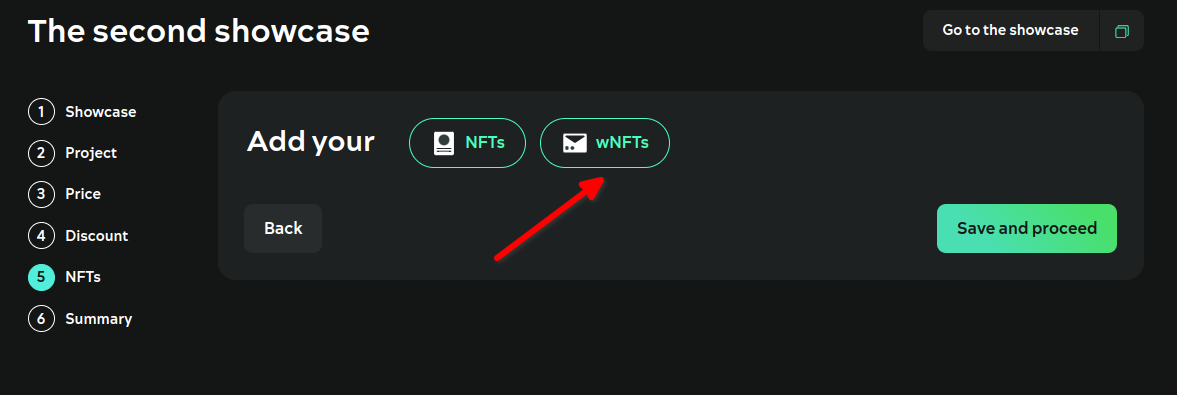 The second showcase
Go to the showcase
1 Showcase
2 Project
3 Price
4 Discount
5 NFTs
6 Summary
Add your NFTs wNFTs
Back
Save and proceed